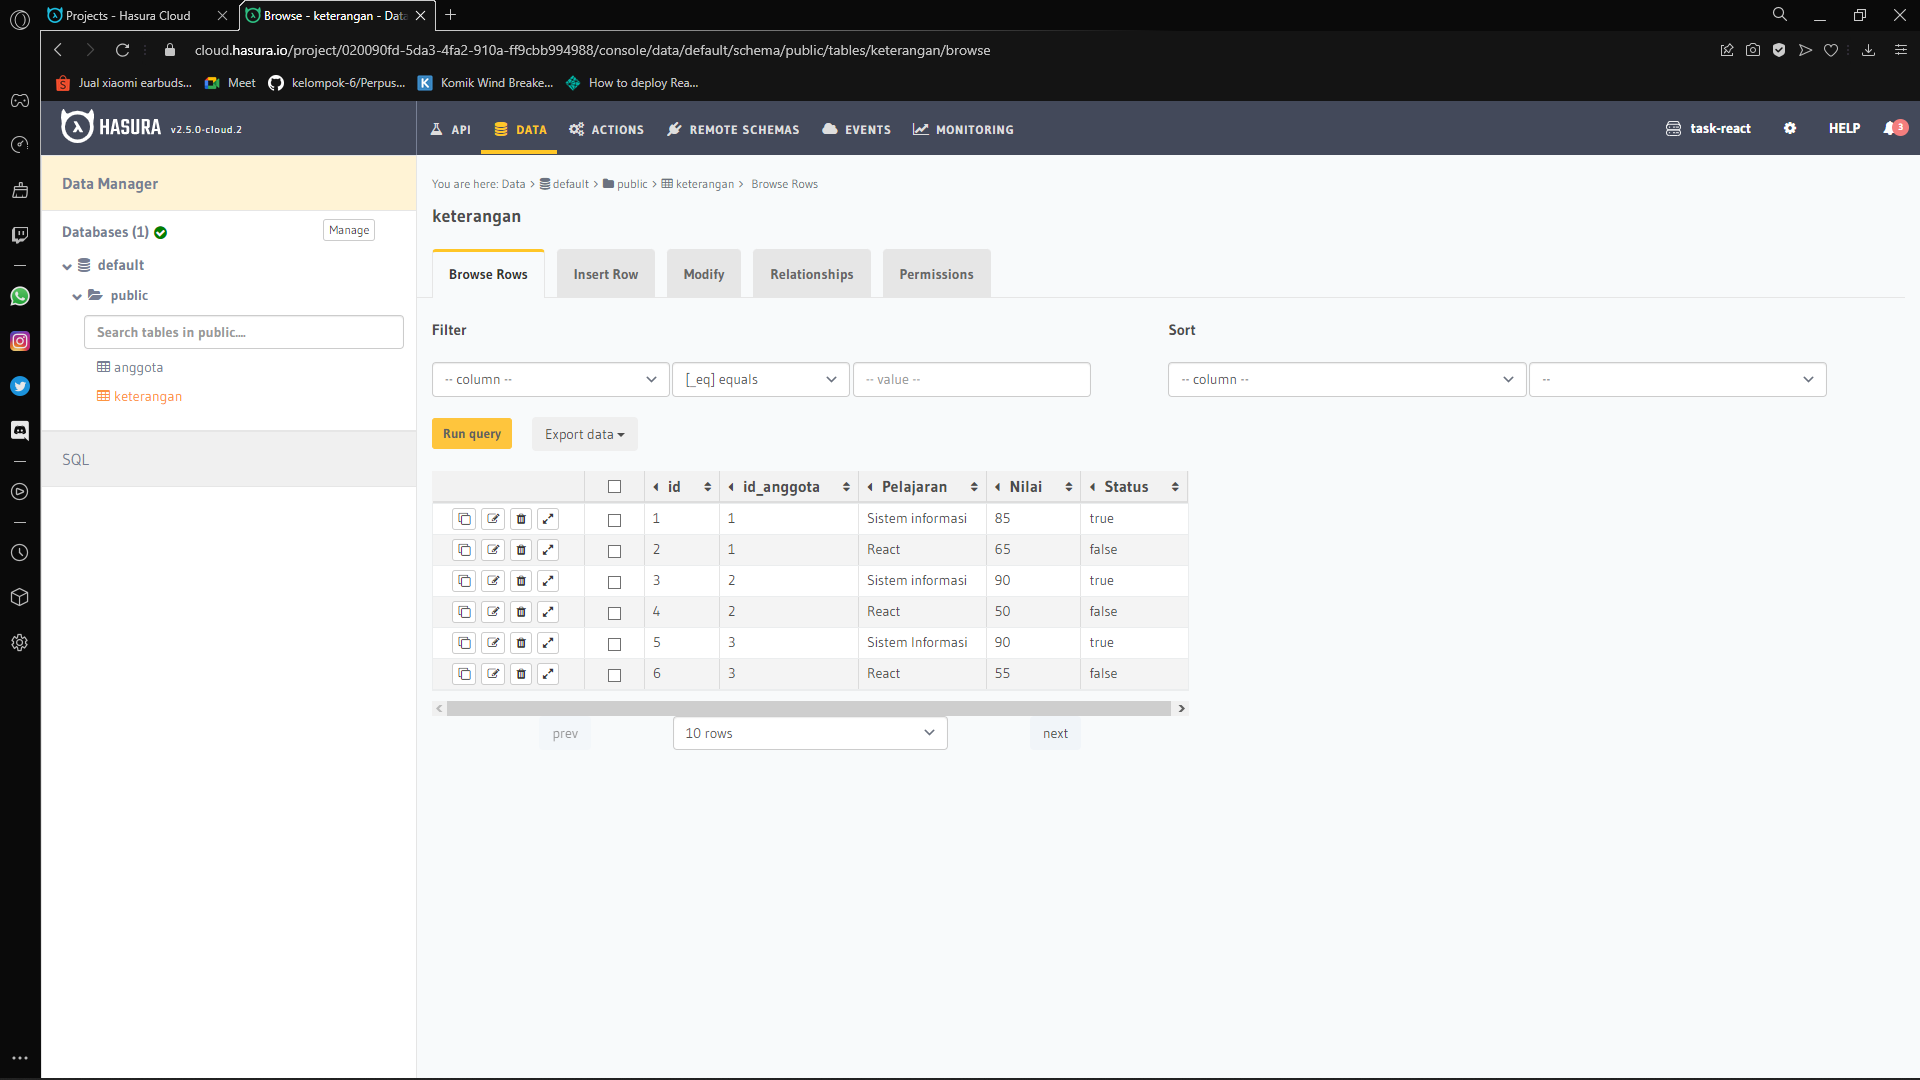 Projects - Hasura Cloud
Browse - keterangan - Data
cloud.hasura.io/project/020090fd-5da3-4fa2-910a-ff9cbb994988/console/data/default/schema/public/tables/keterangan/browse
Jual xiaomi earbuds... Meet kelompok-6/Perpus... Komik Wind Breake... How to deploy Rea...
HASURA v2.5.0-cloud.2
API DATA ACTIONS REMOTE SCHEMAS EVENTS MONITORING
task-react HELP 3
Data Manager
Databases (1) Manage
default
public
Search tables in public....
anggota
keterangan
SQL
You are here: Data > default > public > keterangan > Browse Rows
keterangan
Browse Rows Insert Row Modify Relationships Permissions
Filter Sort
-- column -- [_eq] equals -- value -- -- column -- --
Run query Export data
id id_anggota Pelajaran Nilai Status
1 1 Sistem informasi 85 true
2 1 React 65 false
3 2 Sistem informasi 90 true
4 2 React 50 false
5 3 Sistem Informasi 90 true
6 3 React 55 false
prev 10 rows next